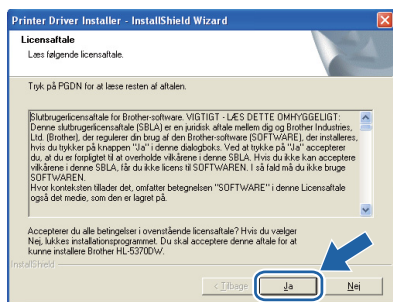 Printer Driver Installer - InstallShield Wizard
Licensaftale
Læs følgende licensaftale.
Tryk på PGDN for at læse resten af aftalen.
Slutbrugerlicensaftale for Brother-software. VIGTIGT - LÆS DETTE OMHYGGELIGT:
Denne slutbrugerlicensaftale (SBLA) er en juridisk aftale mellem dig og Brother Industries,
Ltd. (Brother), der regulerer din brug af den Brother-software (SOFTWARE), der installeres,
hvis du trykker på knappen "Ja" i denne dialogboks. Ved at trykke på "Ja" accepterer
du, at du er forpligtet til at overholde vilkårene i denne SBLA. Hvis du ikke kan acceptere
vilkårene i denne SBLA, får du ikke licens til SOFTWAREN. I så fald må du ikke bruge
SOFTWAREN.
Hvor konteksten tillader det, omfatter betegnelsen "SOFTWARE" i denne Licensaftale
også det medie, som den er lagret på.
Accepterer du alle betingelser i ovenstående licensaftale? Hvis du vælger
Nej, lukkes installationsprogrammet. Du skal acceptere denne aftale for at
kunne installere Brother HL-5370DW.
InstallShield
< Tilbage
Ja
Nej